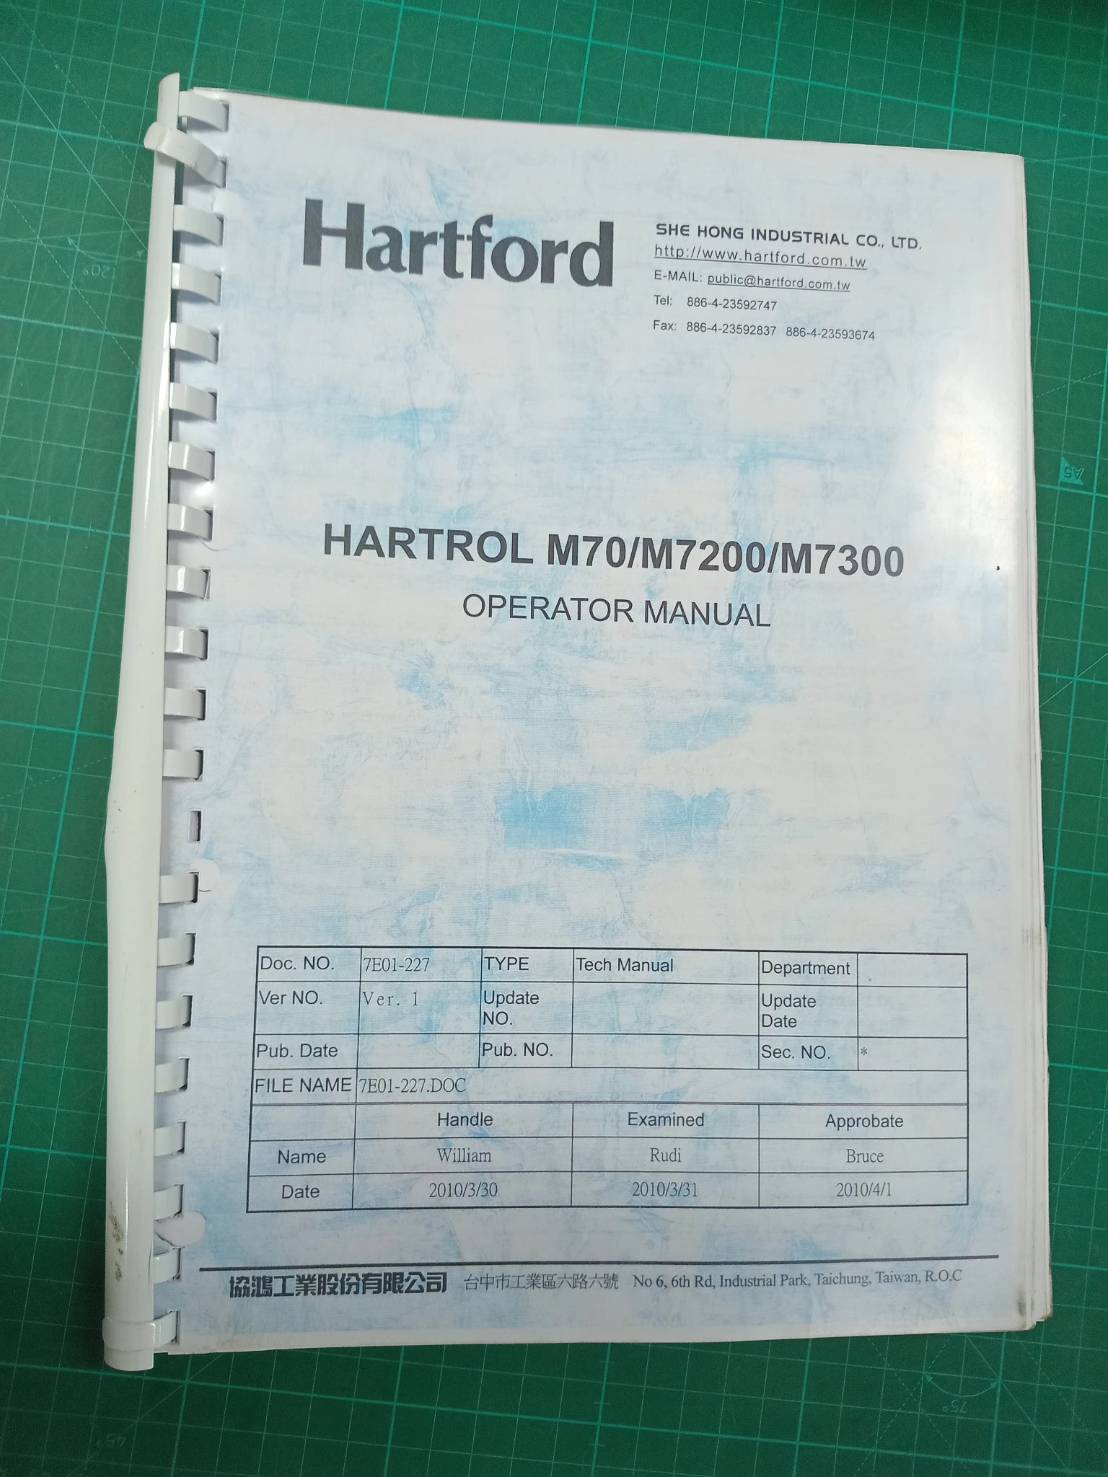 Hartford
SHE HONG INDUSTRIAL CO., LTD.
http://www.hartford.com.tw
E-MAIL: public@hartford.com.tw
Tel: 886-4-23592747
Fax: 886-4-23592837 886-4-23593674
HARTROL M70/M7200/M7300
OPERATOR MANUAL
Doc. NO. 7E01-227 TYPE Tech Manual Department
Ver NO. Ver. 1 Update NO. Update Date
Pub. Date Pub. NO. Sec. NO. *
FILE NAME 7E01-227.DOC
Handle Examined Approbate
Name William Rudi Bruce
Date 2010/3/30 2010/3/31 2010/4/1
協鴻工業股份有限公司 台中市工業區六路六號 No 6, 6th Rd, Industrial Park, Taichung, Taiwan, R.O.C
120°
A5
75°
45°